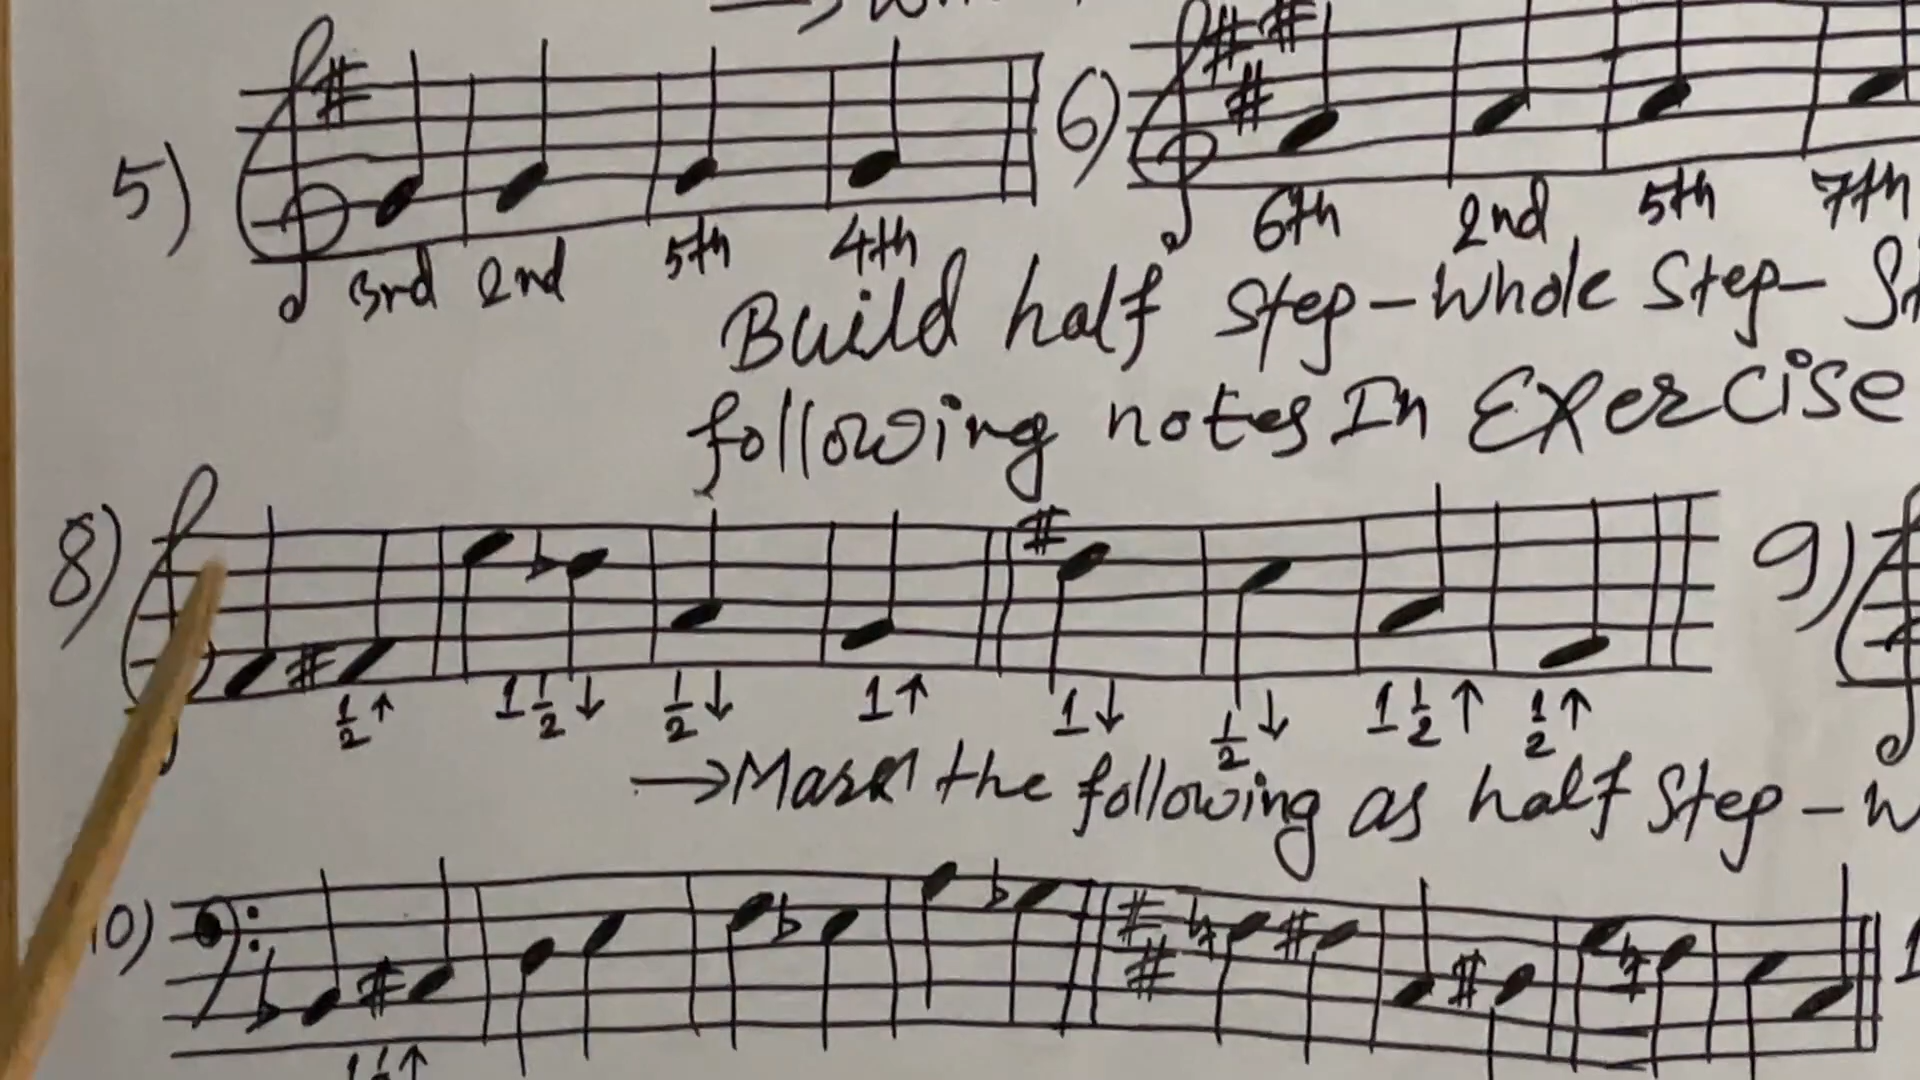 5) 6)
3rd 2nd 5th 4th 6th 2nd 5th 7th
Build half Step-Whole Step-
following notes In Exercise
8) 9)
½↑ 1½↓ ½↓ 1↑ 1↓ ½↓ 1½↑ ½↑
→Mark the following as half Step-
10)